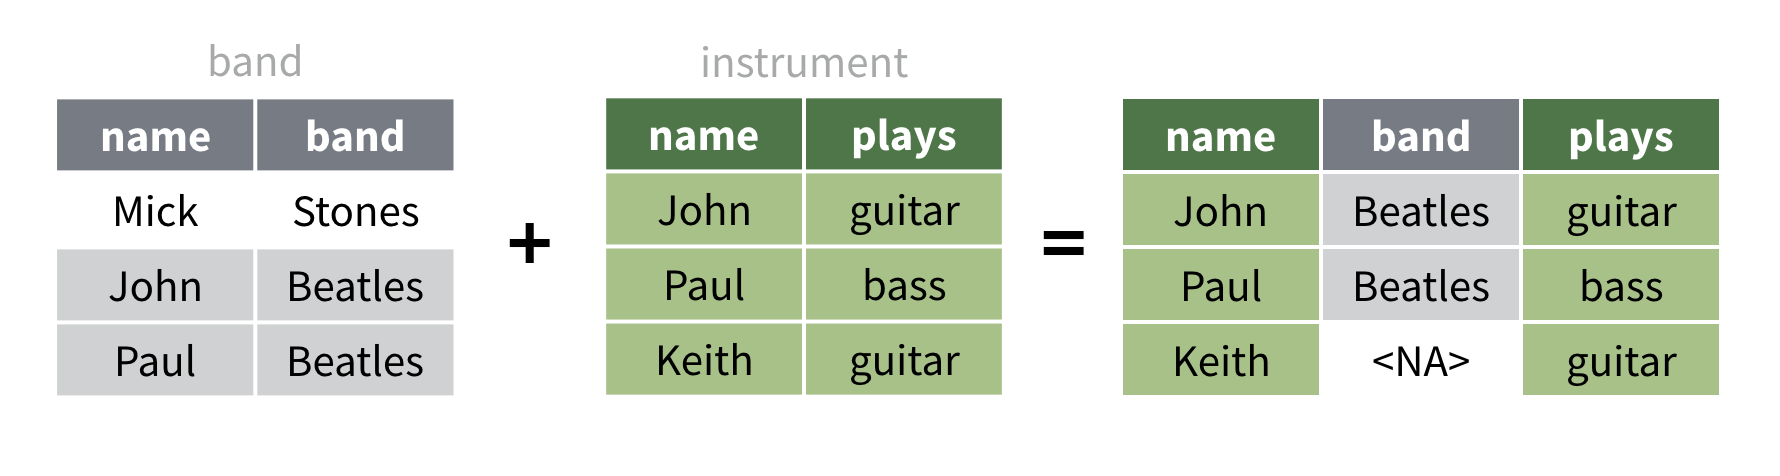 band instrument
name band name plays name band plays
Mick Stones John guitar John Beatles guitar
+ =
John Beatles Paul bass Paul Beatles bass
Paul Beatles Keith guitar Keith <NA> guitar